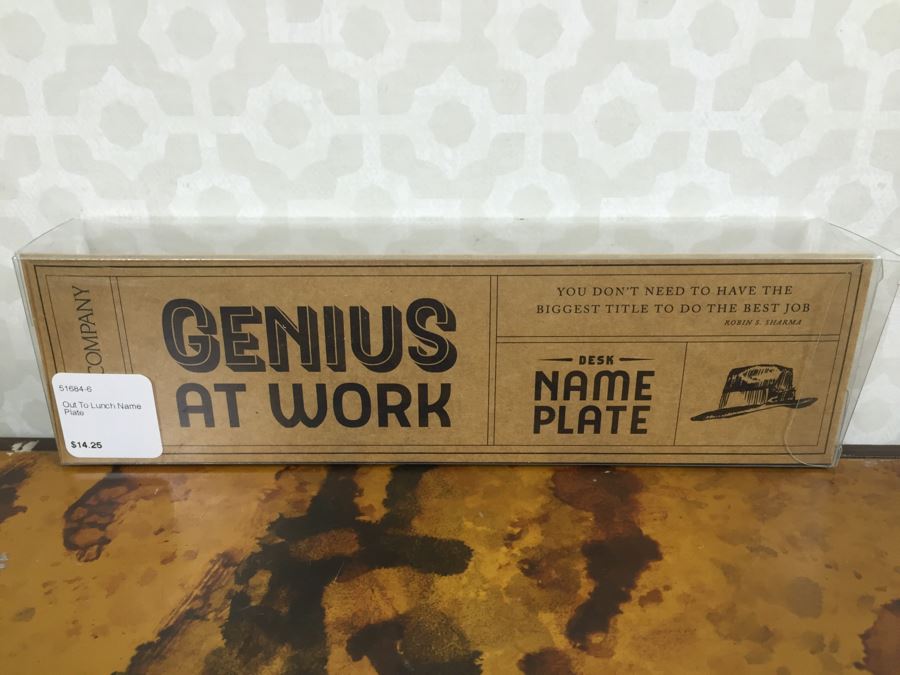 COMPANY
51684-6
Out To Lunch Name
Plate
$14.25
GENIUS
AT WORK
YOU DON'T NEED TO HAVE THE
BIGGEST TITLE TO DO THE BEST JOB
ROBIN S. SHARMA
DESK
NAME
PLATE